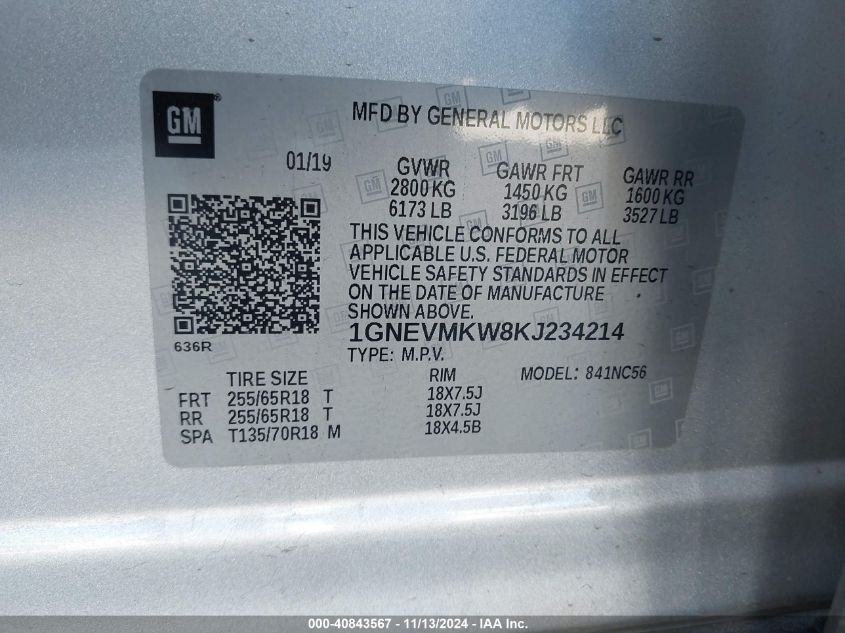 GM®
MFD BY GENERAL MOTORS LLC
01/19
GVWR GAWR FRT GAWR RR
2800 KG 1450 KG 1600 KG
6173 LB 3196 LB 3527 LB
THIS VEHICLE CONFORMS TO ALL
APPLICABLE U.S. FEDERAL MOTOR
VEHICLE SAFETY STANDARDS IN EFFECT
ON THE DATE OF MANUFACTURE
SHOWN ABOVE.
1GNEVMKW8KJ234214
636R
TYPE: M.P.V.
TIRE SIZE RIM MODEL: 841NC56
FRT 255/65R18 T 18X7.5J
RR 255/65R18 T 18X7.5J
SPA T135/70R18 M 18X4.5B
000-40843567 - 11/13/2024 - Copyright 2024 - IAA, Inc.